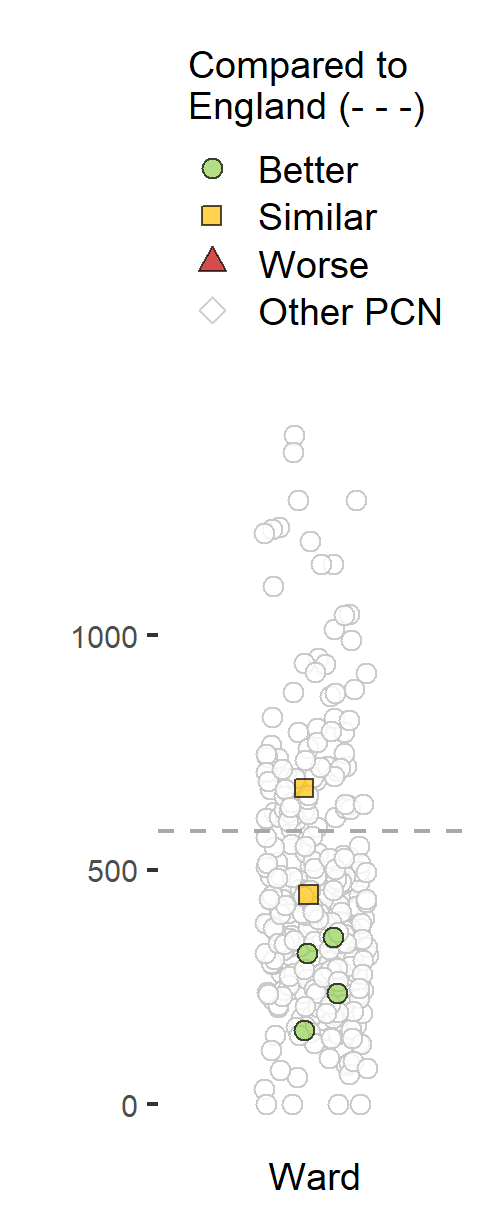 Compared to
England (- - -)
Better
Similar
Worse
Other PCN
1000
500
0
Ward